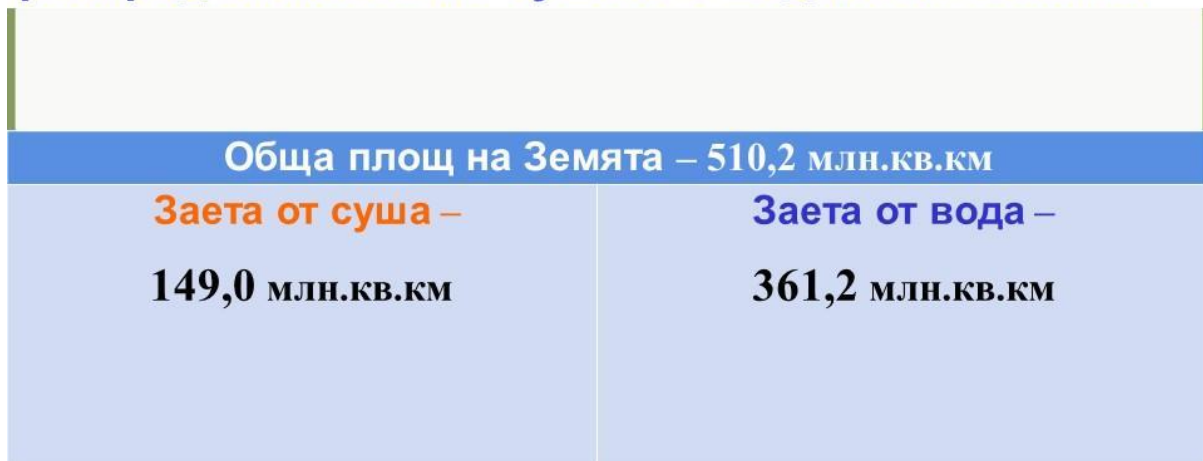 Обща площ на Земята – 510,2 млн.кв.км
Заета от суша –
149,0 млн.кв.км
Заета от вода –
361,2 млн.кв.км